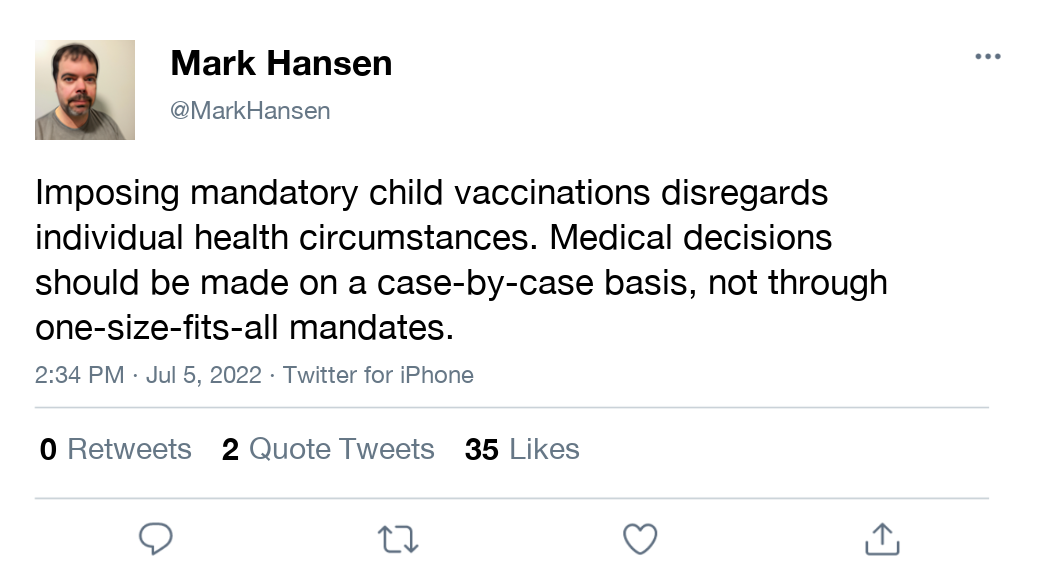 Mark Hansen
@MarkHansen
Imposing mandatory child vaccinations disregards
individual health circumstances. Medical decisions
should be made on a case-by-case basis, not through
one-size-fits-all mandates.
2:34 PM · Jul 5, 2022 · Twitter for iPhone
0 Retweets 2 Quote Tweets 35 Likes